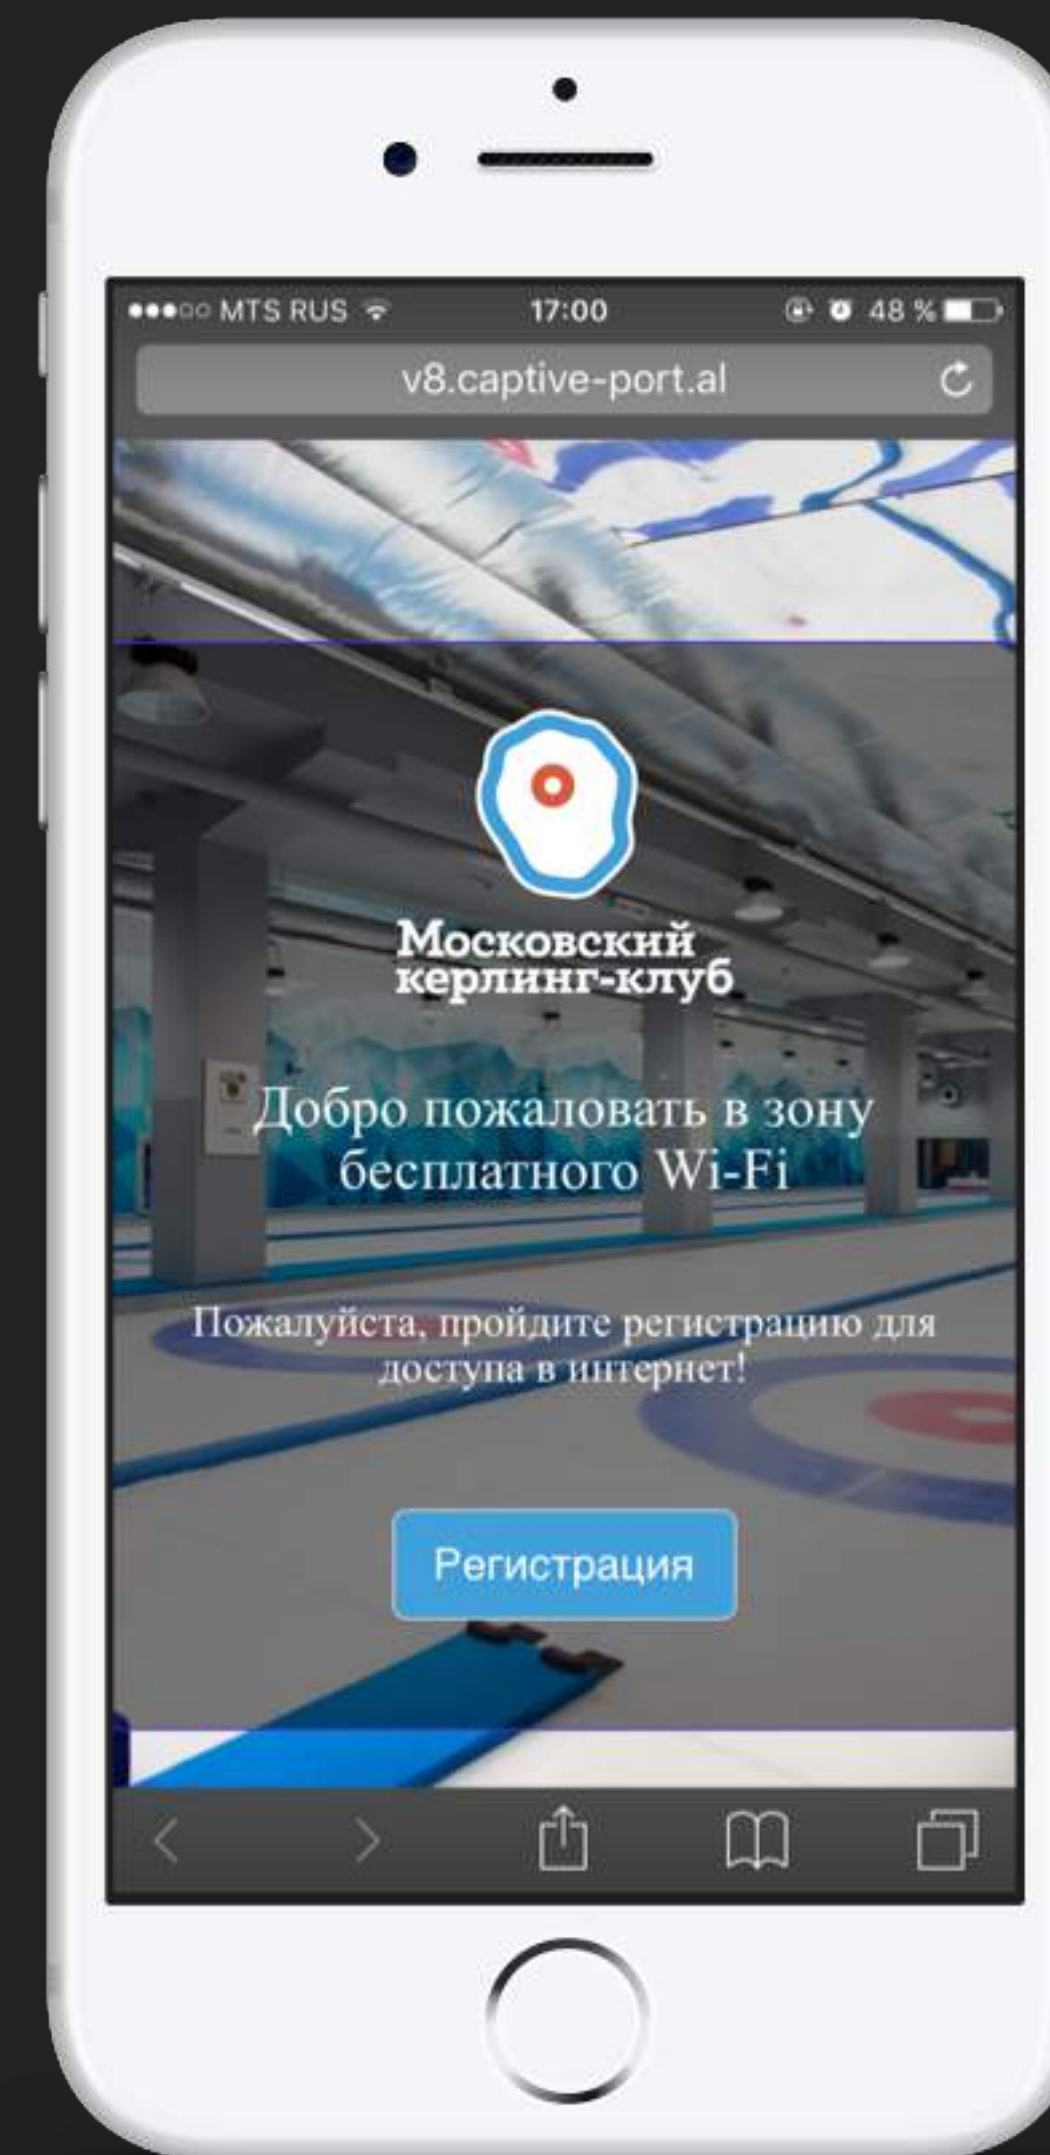 MTS RUS 17:00 48 %
v8.captive-port.al
Московский
керлинг-клуб
Добро пожаловать в зону
бесплатного Wi-Fi
Пожалуйста, пройдите регистрацию для
доступа в интернет!
Регистрация